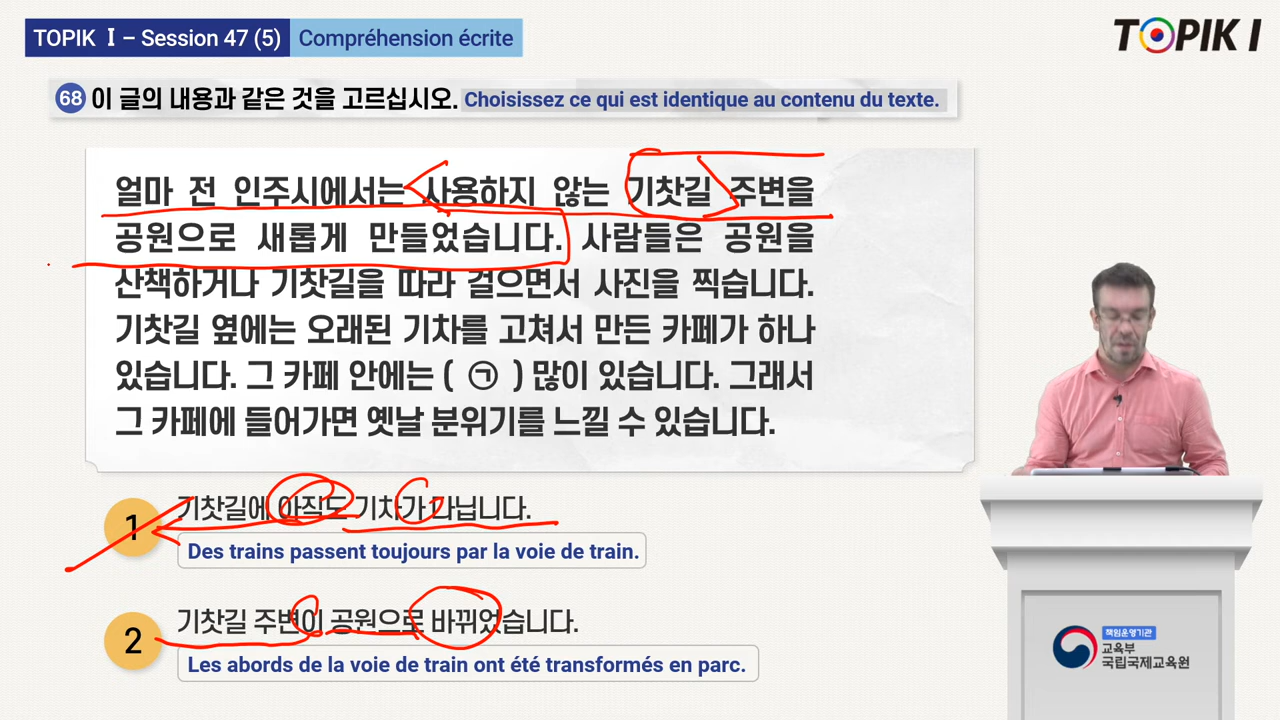 TOPIK I – Session 47 (5) Compréhension écrite
TOPIK I
68 이 글의 내용과 같은 것을 고르십시오. Choisissez ce qui est identique au contenu du texte.
얼마 전 인주시에서는 사용하지 않는 기찻길 주변을
공원으로 새롭게 만들었습니다. 사람들은 공원을
산책하거나 기찻길을 따라 걸으면서 사진을 찍습니다.
기찻길 옆에는 오래된 기차를 고쳐서 만든 카페가 하나
있습니다. 그 카페 안에는 ( ㉠ ) 많이 있습니다. 그래서
그 카페에 들어가면 옛날 분위기를 느낄 수 있습니다.
1 기찻길에 아직도 기차가 다닙니다.
Des trains passent toujours par la voie de train.
2 기찻길 주변이 공원으로 바뀌었습니다.
Les abords de la voie de train ont été transformés en parc.
책임운영기관
교육부
국립국제교육원